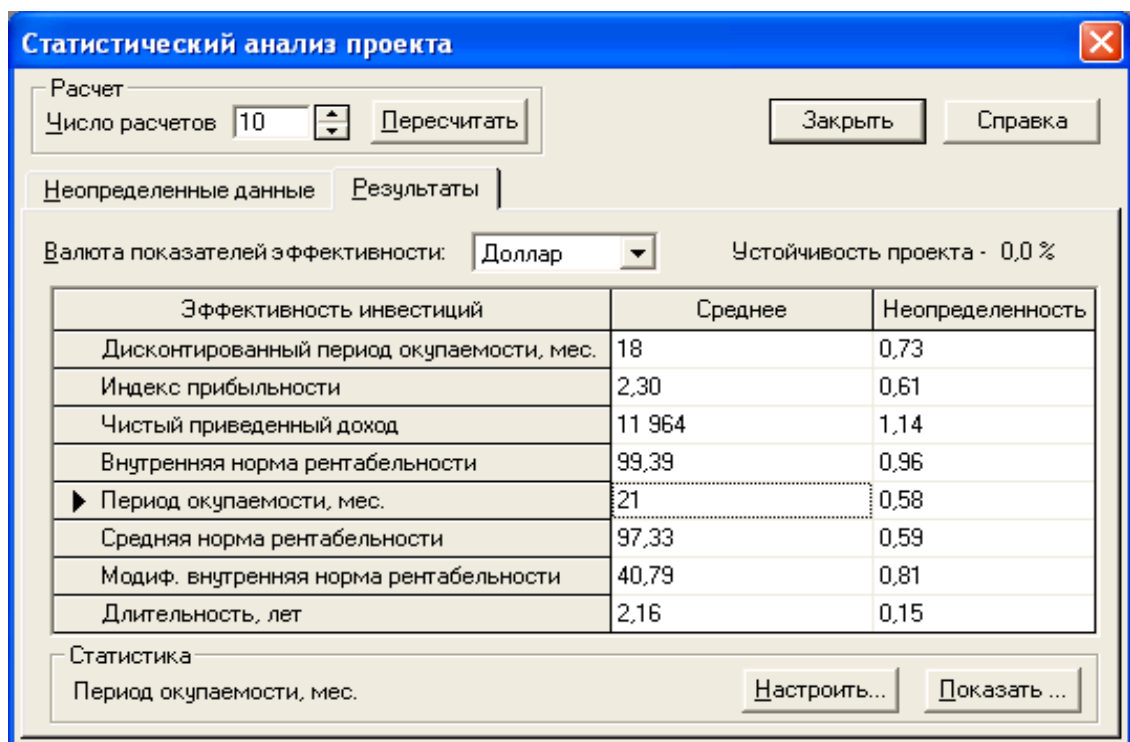 Статистический анализ проекта
Расчет
Число расчетов 10 Пересчитать Закрыть Справка
Неопределенные данные Результаты
Валюта показателей эффективности: Доллар Устойчивость проекта - 0,0 %
Эффективность инвестиций Среднее Неопределенность
Дисконтированный период окупаемости, мес. 18 0,73
Индекс прибыльности 2,30 0,61
Чистый приведенный доход 11 964 1,14
Внутренняя норма рентабельности 99,39 0,96
Период окупаемости, мес. 21 0,58
Средняя норма рентабельности 97,33 0,59
Модиф. внутренняя норма рентабельности 40,79 0,81
Длительность, лет 2,16 0,15
Статистика
Период окупаемости, мес. Настроить... Показать ...